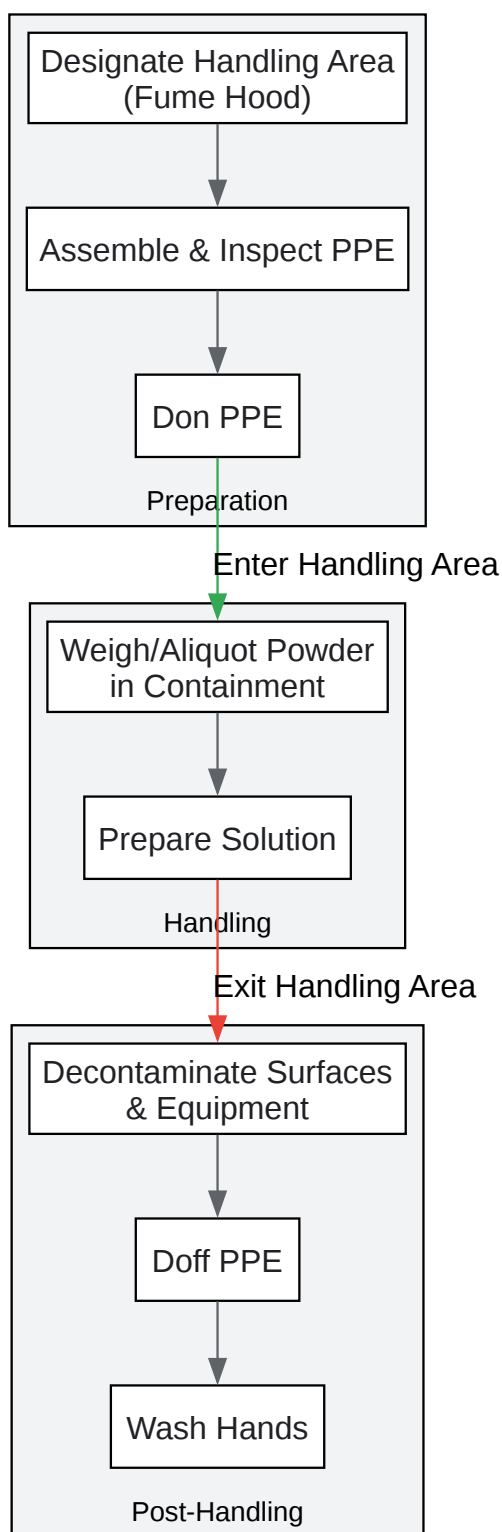 Designate Handling Area
(Fume Hood)
Assemble & Inspect PPE
Don PPE
Preparation
Enter Handling Area
Weigh/Aliquot Powder
in Containment
Prepare Solution
Handling
Exit Handling Area
Decontaminate Surfaces
& Equipment
Doff PPE
Wash Hands
Post-Handling